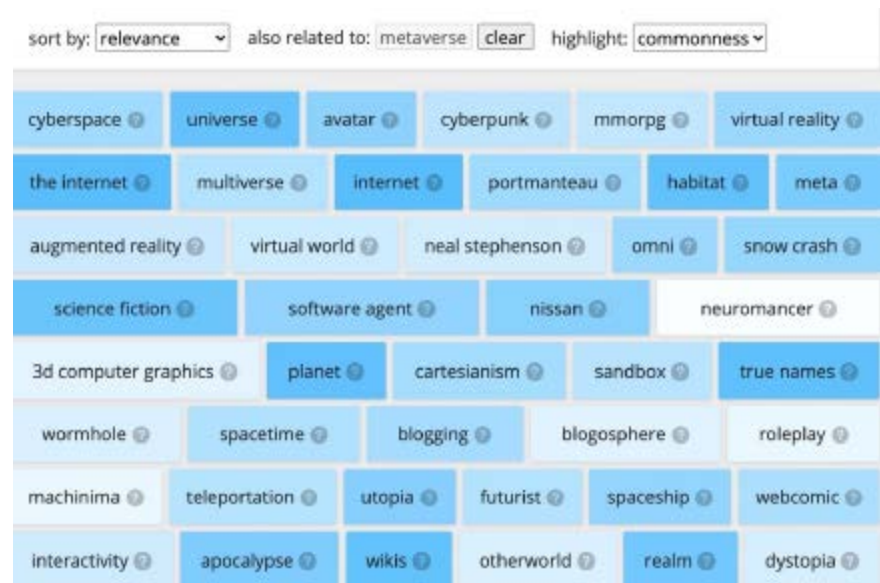 sort by: relevance also related to: metaverse clear highlight: commonness
cyberspace universe avatar cyberpunk mmorpg virtual reality
the internet multiverse internet portmanteau habitat meta
augmented reality virtual world neal stephenson omni snow crash
science fiction software agent nissan neuromancer
3d computer graphics planet cartesianism sandbox true names
wormhole spacetime blogging blogosphere roleplay
machinima teleportation utopia futurist spaceship webcomic
interactivity apocalypse wikis otherworld realm dystopia